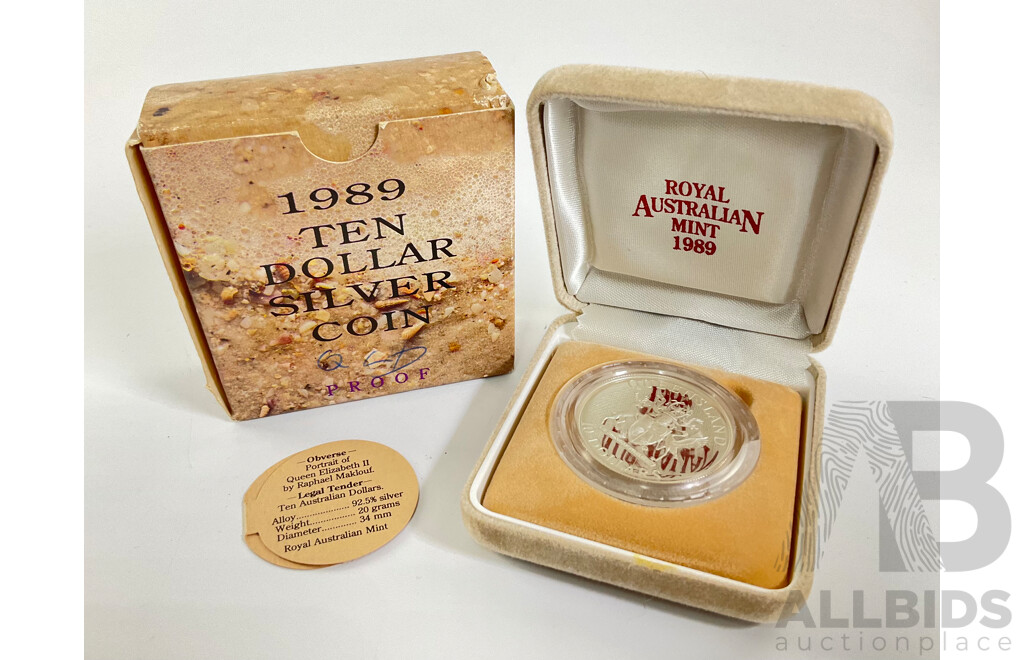 1989
TEN
DOLLAR
SILVER
COIN
PROOF
ROYAL
AUSTRALIAN
MINT
1989
Obverse
Portrait of
Queen Elizabeth II
by Raphael Maklouf.
Legal Tender
Ten Australian Dollars.
Alloy.................... 92.5% silver
Weight................. 20 grams
Diameter............. 34 mm
Royal Australian Mint
AB
ALLBIDS
auctionplace